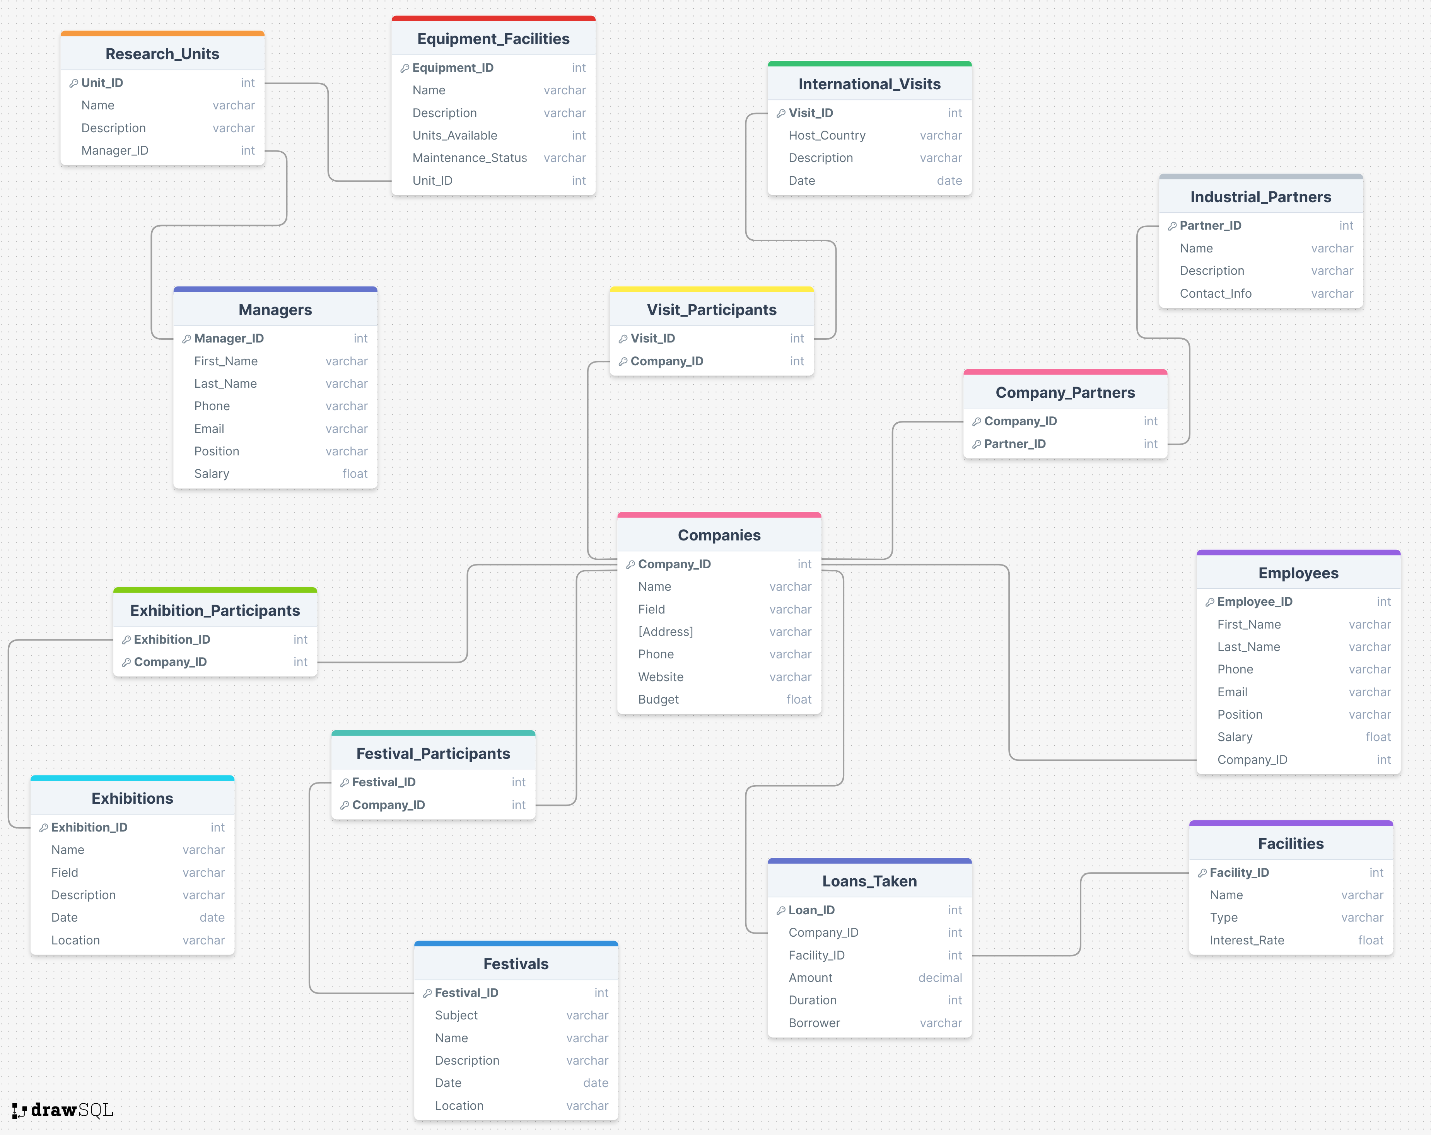 Research_Units
Unit_ID int
Name varchar
Description varchar
Manager_ID int
Equipment_Facilities
Equipment_ID int
Name varchar
Description varchar
Units_Available int
Maintenance_Status varchar
Unit_ID int
International_Visits
Visit_ID int
Host_Country varchar
Description varchar
Date date
Industrial_Partners
Partner_ID int
Name varchar
Description varchar
Contact_Info varchar
Managers
Manager_ID int
First_Name varchar
Last_Name varchar
Phone varchar
Email varchar
Position varchar
Salary float
Visit_Participants
Visit_ID int
Company_ID int
Company_Partners
Company_ID int
Partner_ID int
Companies
Company_ID int
Name varchar
Field varchar
[Address] varchar
Phone varchar
Website varchar
Budget float
Employees
Employee_ID int
First_Name varchar
Last_Name varchar
Phone varchar
Email varchar
Position varchar
Salary float
Company_ID int
Exhibition_Participants
Exhibition_ID int
Company_ID int
Festival_Participants
Festival_ID int
Company_ID int
Exhibitions
Exhibition_ID int
Name varchar
Field varchar
Description varchar
Date date
Location varchar
Facilities
Facility_ID int
Name varchar
Type varchar
Interest_Rate float
Loans_Taken
Loan_ID int
Company_ID int
Facility_ID int
Amount decimal
Duration int
Borrower varchar
Festivals
Festival_ID int
Subject varchar
Name varchar
Description varchar
Date date
Location varchar
drawSQL